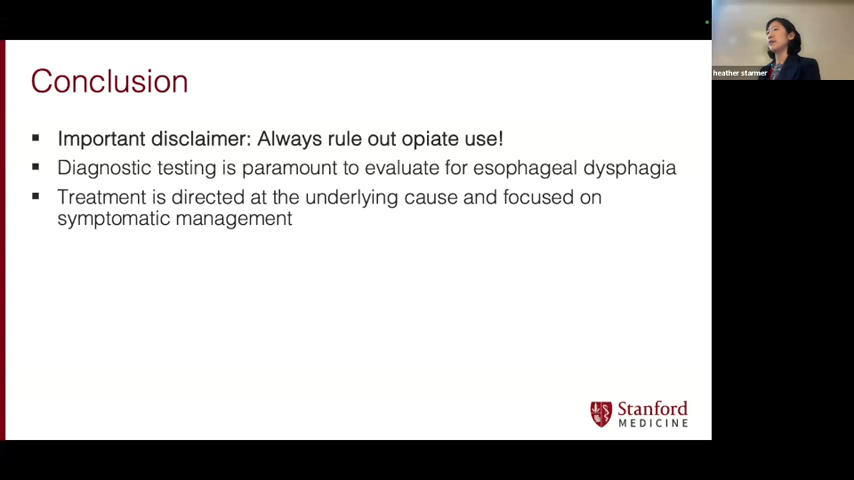 Conclusion
Important disclaimer: Always rule out opiate use!
Diagnostic testing is paramount to evaluate for esophageal dysphagia
Treatment is directed at the underlying cause and focused on
symptomatic management
heather starmer
Stanford
MEDICINE